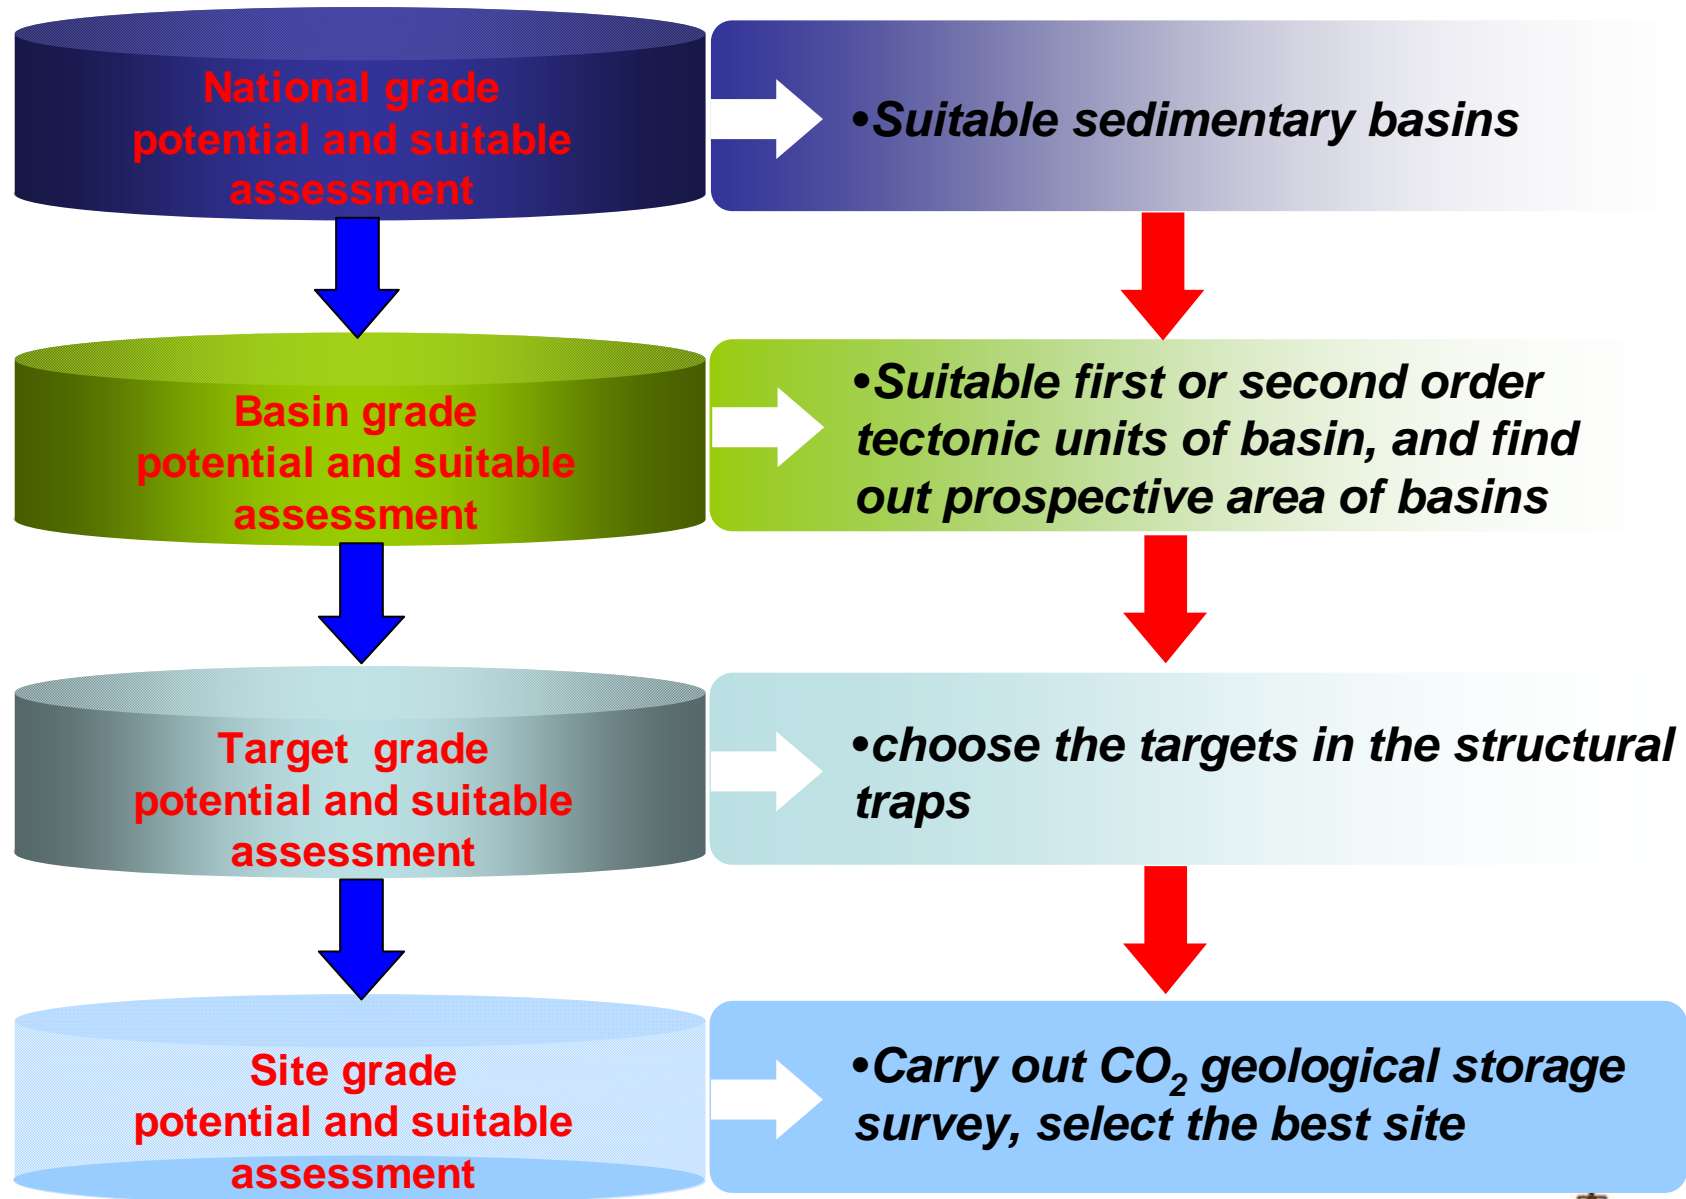 National grade
potential and suitable
assessment
•Suitable sedimentary basins
Basin grade
potential and suitable
assessment
•Suitable first or second order
tectonic units of basin, and find
out prospective area of basins
Target grade
potential and suitable
assessment
•choose the targets in the structural
traps
Site grade
potential and suitable
assessment
•Carry out CO₂ geological storage
survey, select the best site